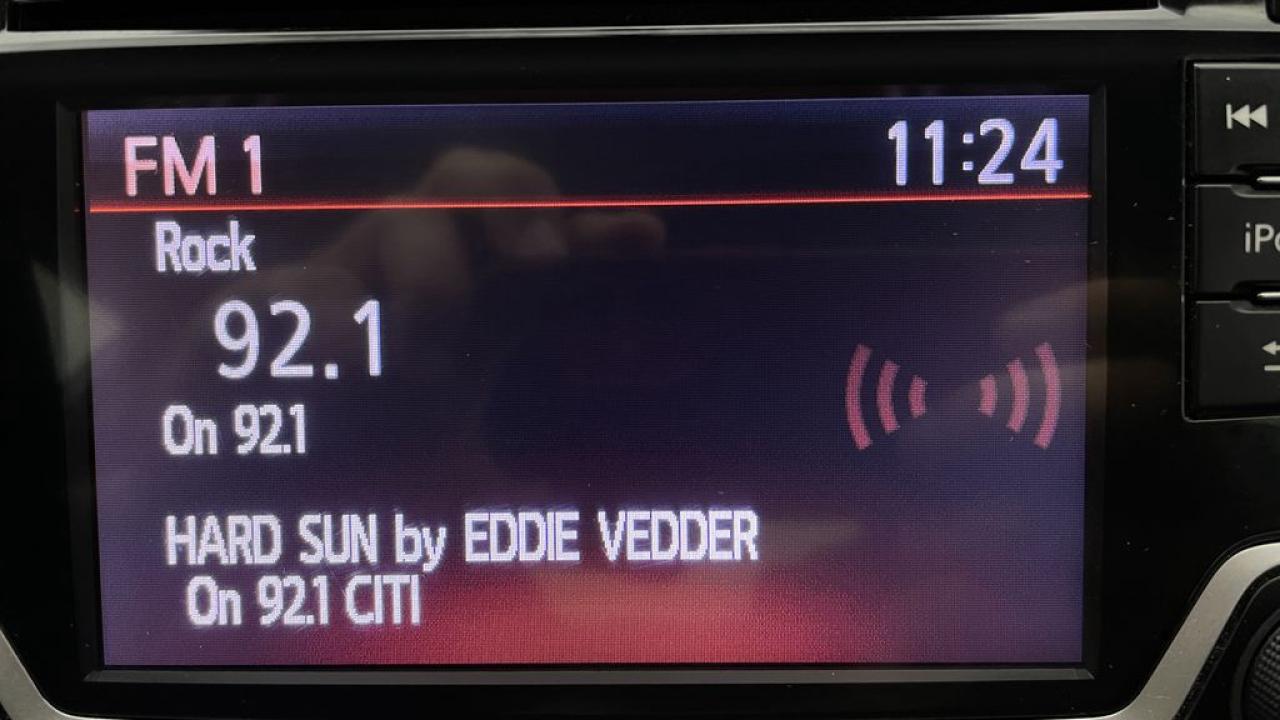 FM 1
11:24
Rock
92.1
On 92.1
HARD SUN by EDDIE VEDDER
On 92.1 CITI